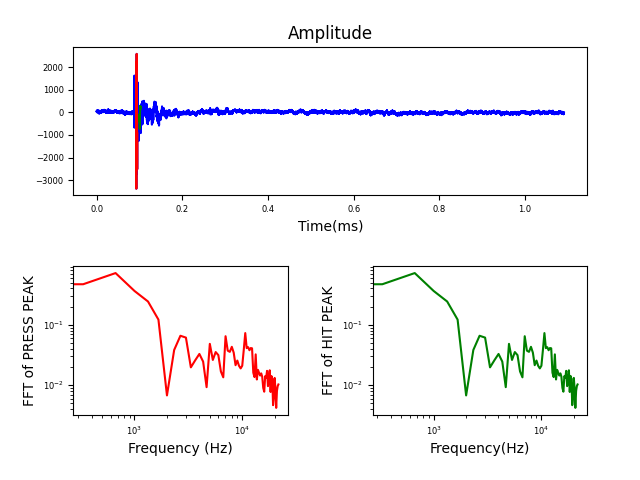 Amplitude
2000
1000
0
−1000
−2000
−3000
0.0 0.2 0.4 0.6 0.8 1.0
Time(ms)
FFT of PRESS PEAK
10⁻¹
10⁻²
10³ 10⁴
Frequency (Hz)
FFT of HIT PEAK
10⁻¹
10⁻²
10³ 10⁴
Frequency(Hz)